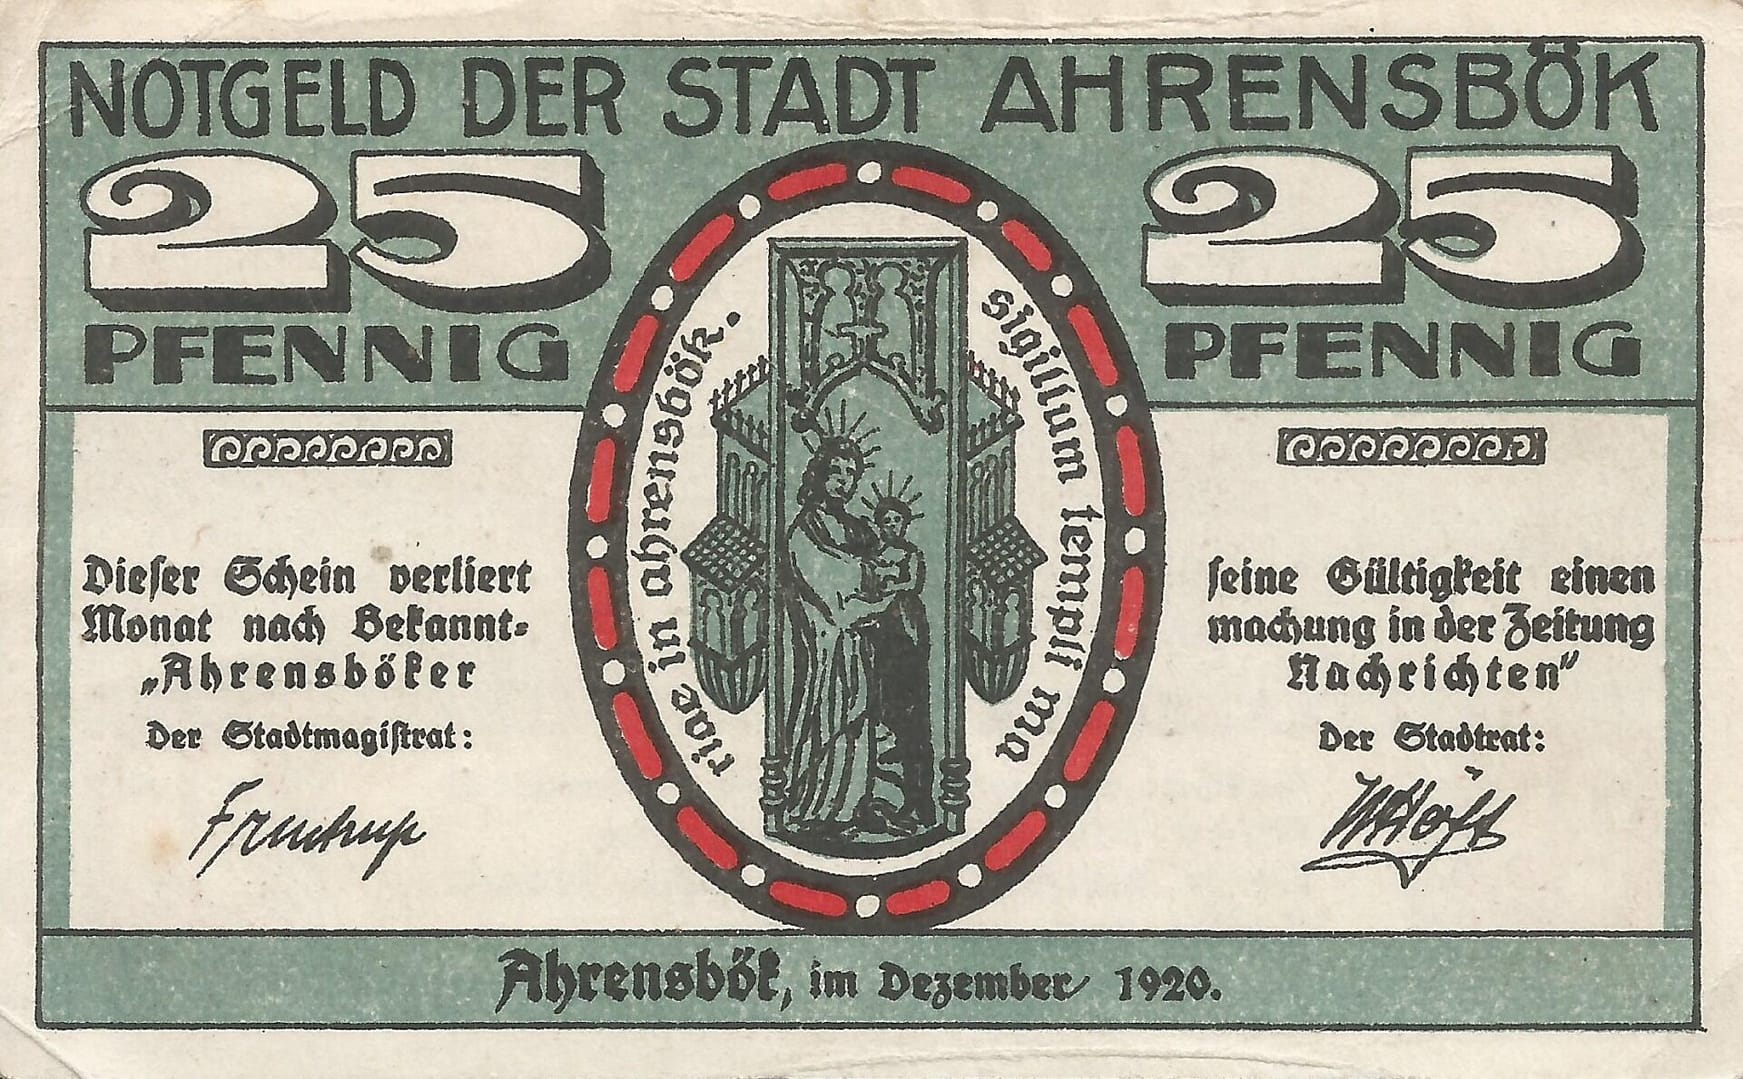 NOTGELD DER STADT AHRENSBÖK
25 25
PFENNIG PFENNIG
sigillum templi ma
riae in ahrensbök.
Dieſer Schein verliert ſeine Gültigkeit einen
Monat nach Bekannt- machung in der Zeitung
„Ahrensböker Nachrichten“
Der Stadtmagiſtrat: Der Stadtrat:
Ahrensbök, im Dezember 1920.